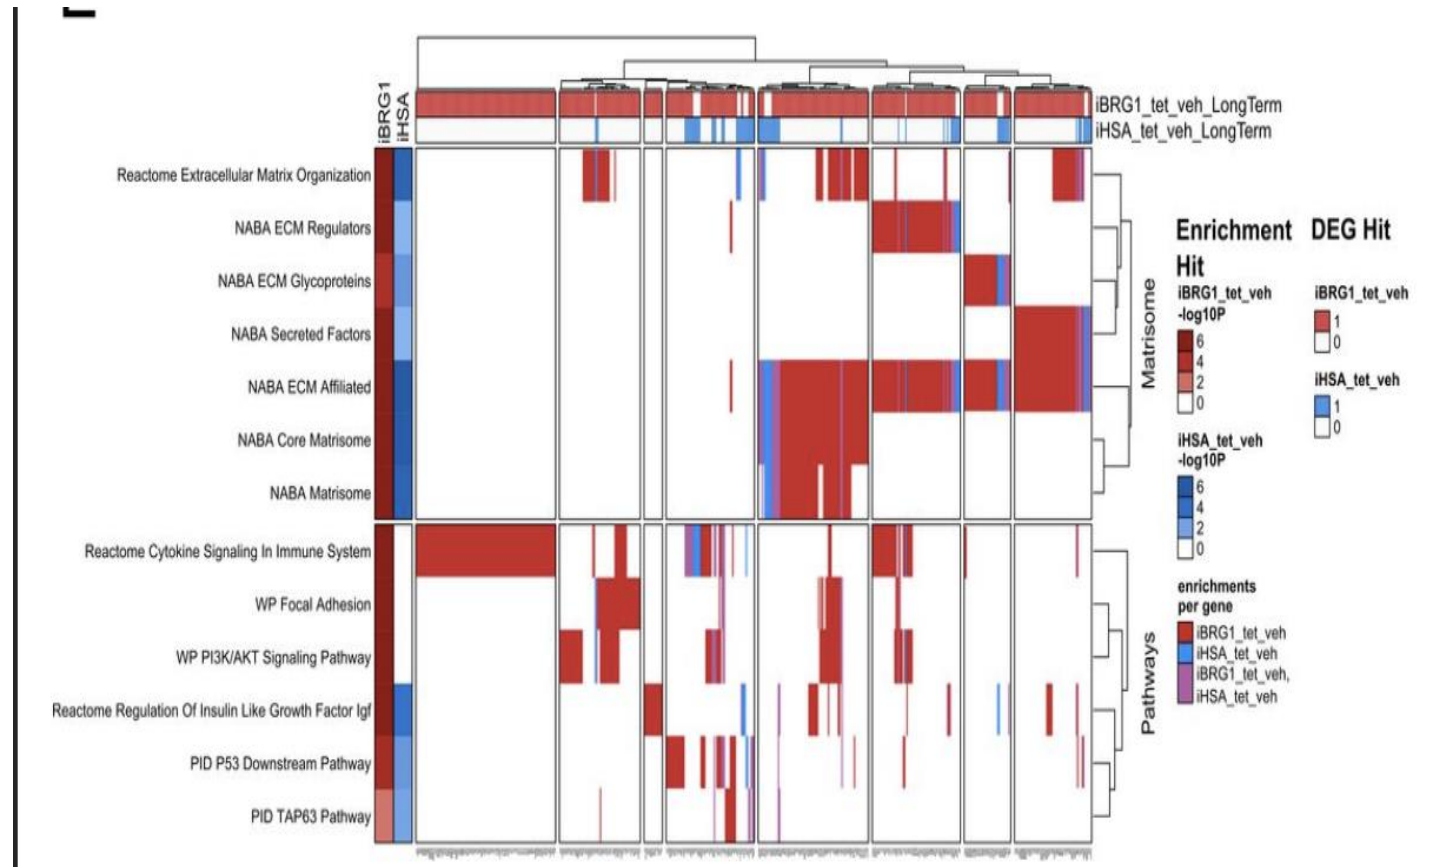 iBRG1
iHSA
iBRG1_tet_veh_LongTerm
iHSA_tet_veh_LongTerm
Reactome Extracellular Matrix Organization
NABA ECM Regulators
NABA ECM Glycoproteins
NABA Secreted Factors
NABA ECM Affiliated
NABA Core Matrisome
NABA Matrisome
Matrisome
Reactome Cytokine Signaling In Immune System
WP Focal Adhesion
WP PI3K/AKT Signaling Pathway
Reactome Regulation Of Insulin Like Growth Factor Igf
PID P53 Downstream Pathway
PID TAP63 Pathway
Pathways
Enrichment
Hit
iBRG1_tet_veh
-log10P
6
4
2
0
iHSA_tet_veh
-log10P
6
4
2
0
enrichments
per gene
iBRG1_tet_veh
iHSA_tet_veh
iBRG1_tet_veh,
iHSA_tet_veh
DEG Hit
iBRG1_tet_veh
1
0
iHSA_tet_veh
1
0